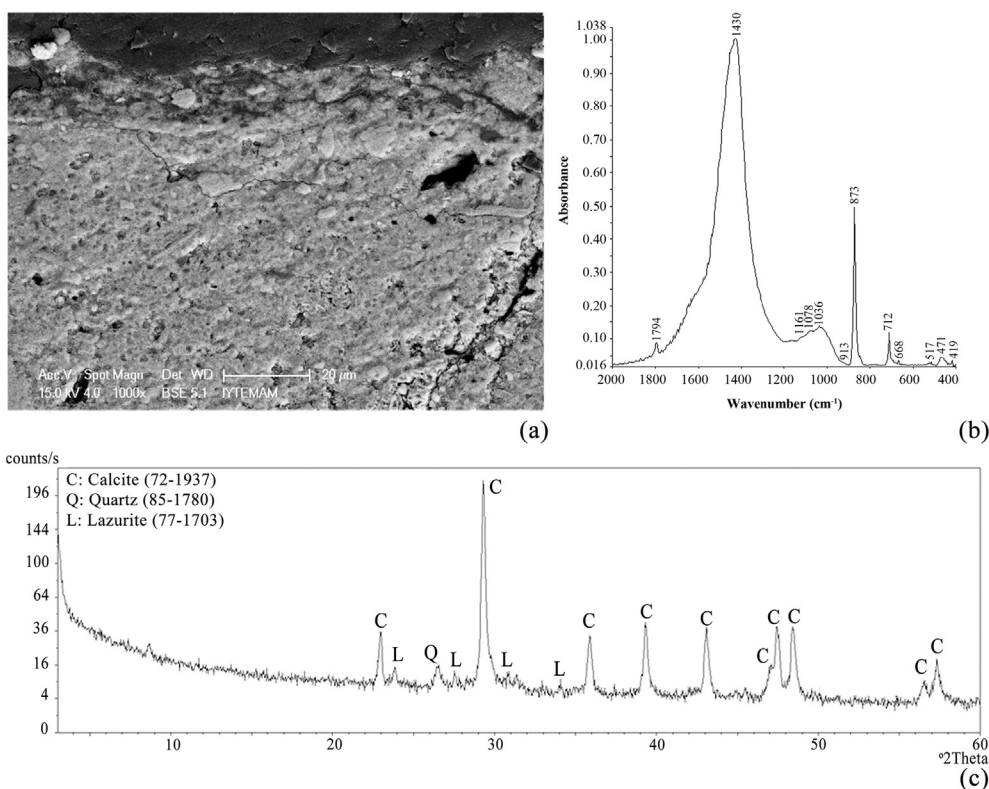 Acc.V Spot Magn Det WD 20 µm
15.0 kV 4.0 1000x BSE 5.1 IYTEMAM
(a)
1.038
1.00
0.90
0.80
0.70
0.60
0.50
0.40
0.30
0.20
0.10
0.016
Absorbance
1794
1430
1161
1078
1036
913
873
712
668
517
471
419
2000 1800 1600 1400 1200 1000 800 600 400
Wavenumber (cm-1)
(b)
counts/s
C: Calcite (72-1937)
Q: Quartz (85-1780)
L: Lazurite (77-1703)
196
144
100
64
36
16
4
0
C L Q L C L L C C C C C C C C
10 20 30 40 50 60
°2Theta
(c)